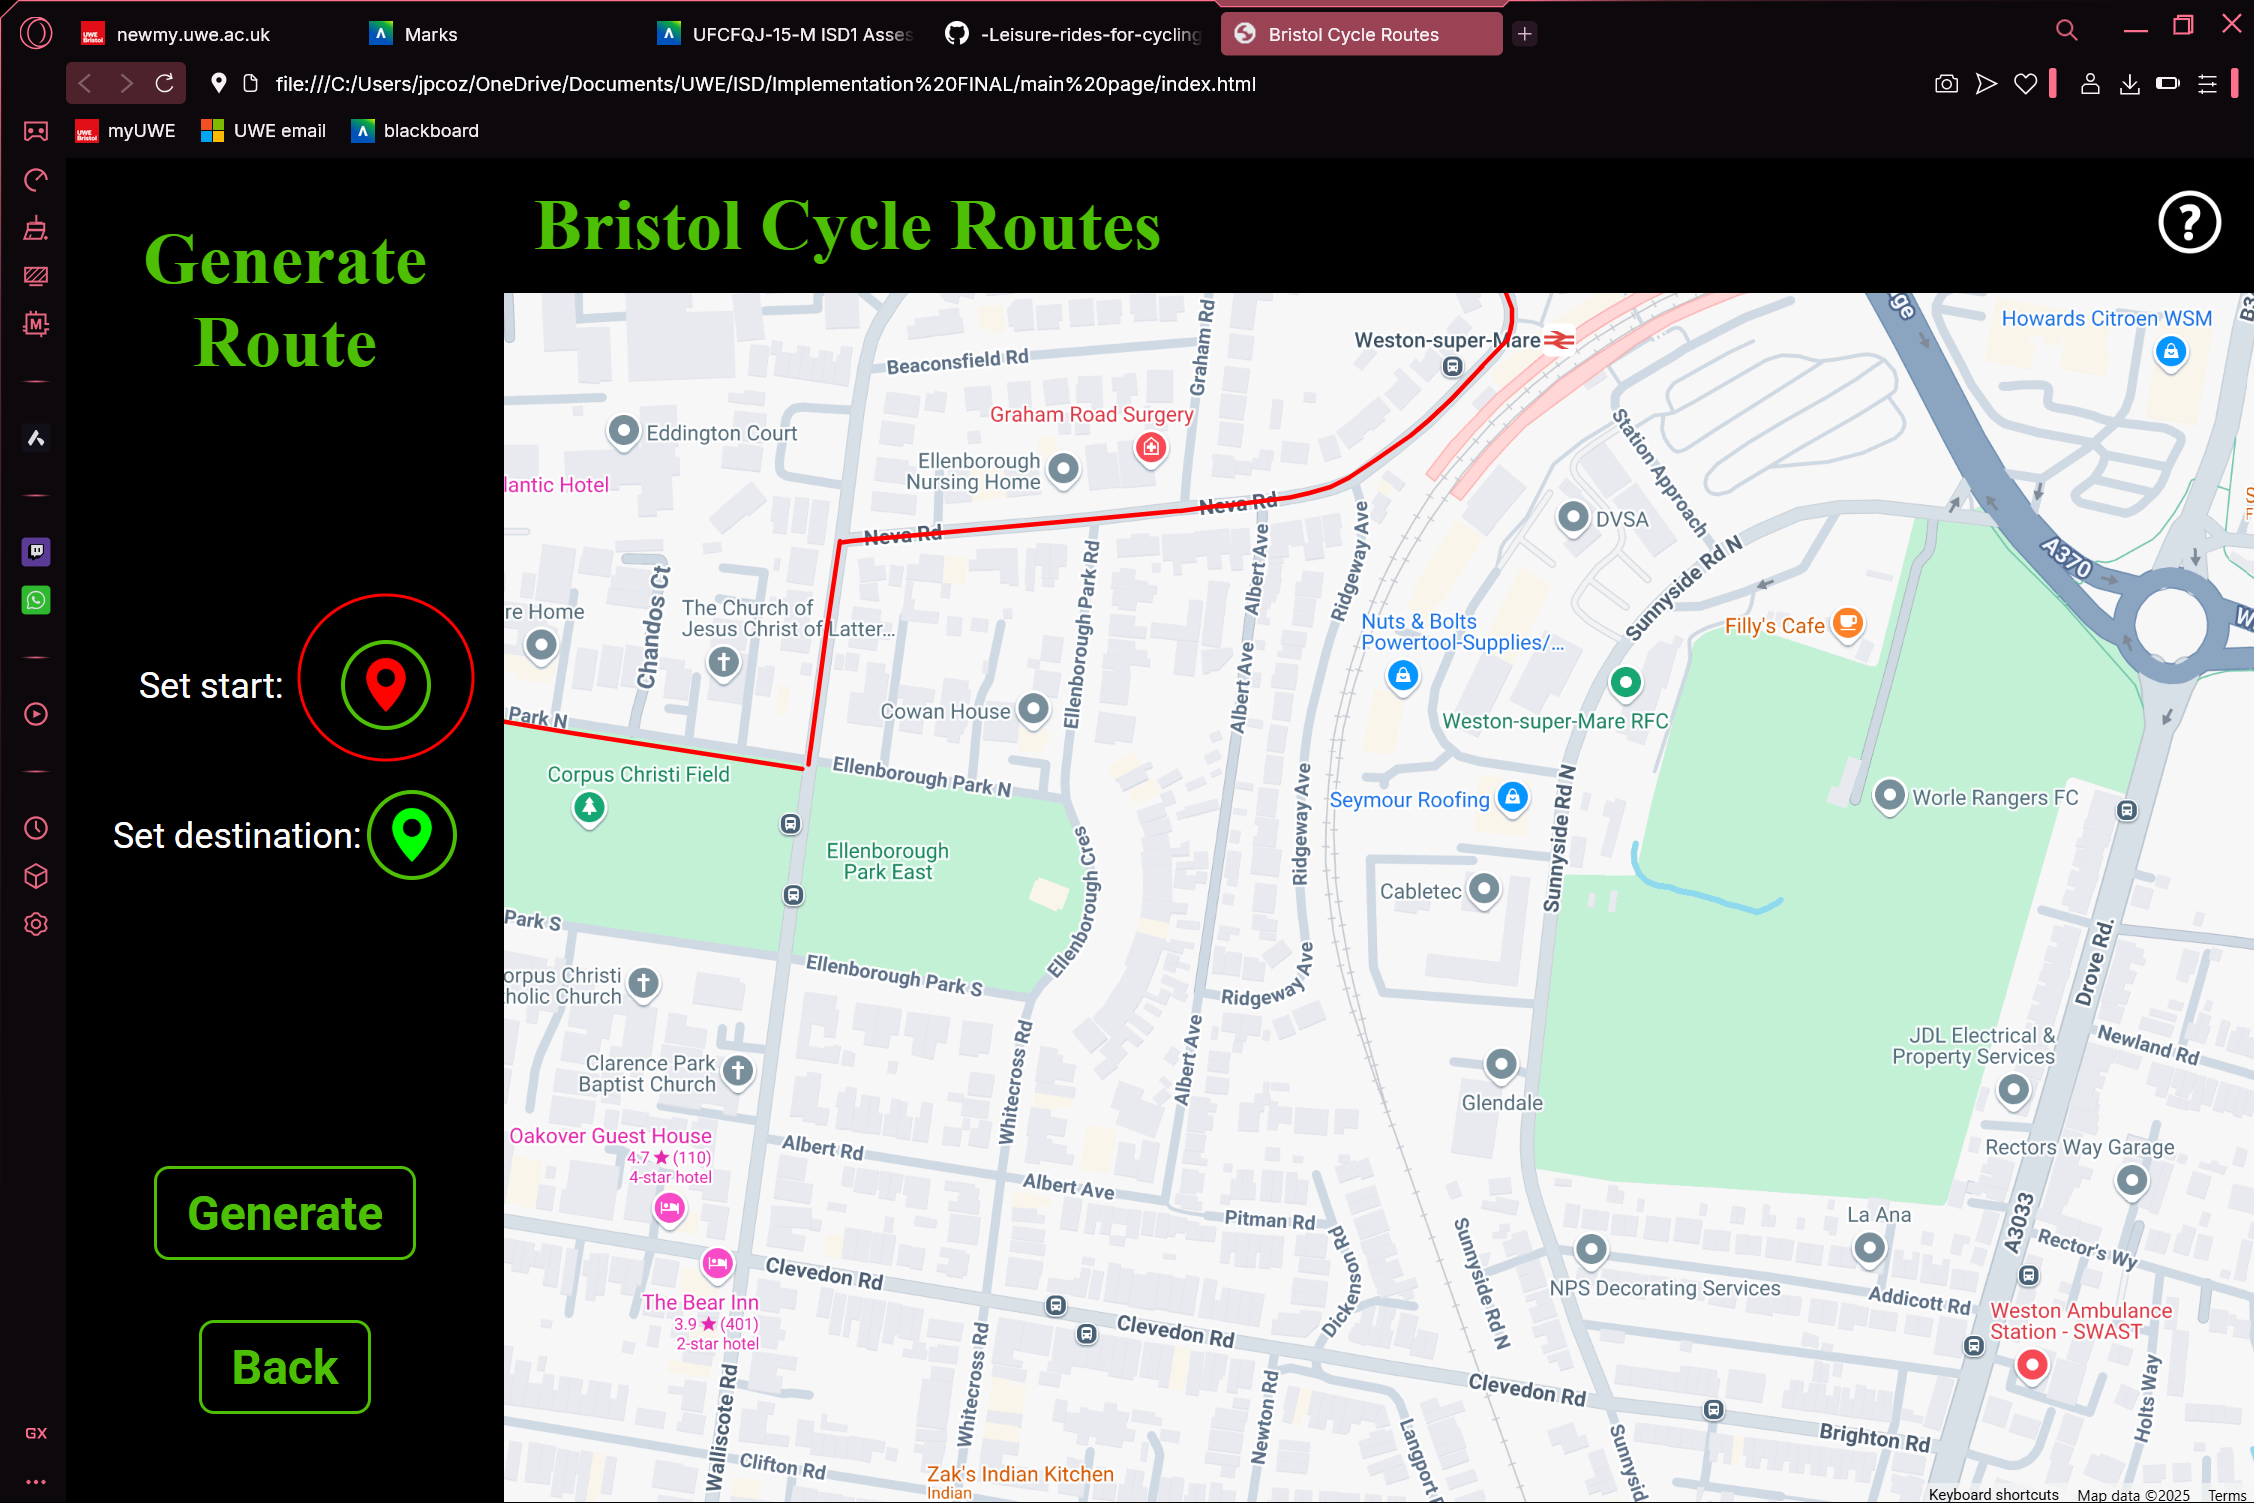 newmy.uwe.ac.uk
Marks
UFCFQJ-15-M ISD1 Asses
-Leisure-rides-for-cycling
Bristol Cycle Routes
file:///C:/Users/jpcoz/OneDrive/Documents/UWE/ISD/Implementation%20FINAL/main%20page/index.html
myUWE
UWE email
blackboard
Generate
Route
Bristol Cycle Routes
?
Set start:
Set destination:
Generate
Back
GX
Beaconsfield Rd
Graham Rd
Weston-super-Mare
Howards Citroen WSM
Graham Road Surgery
Eddington Court
Ellenborough
Nursing Home
lantic Hotel
Neva Rd
Neva Rd
Station Approach
DVSA
A370
Sunnyside Rd N
Ridgeway Ave
Albert Ave
Ellenborough Park Rd
Chandos Ct
re Home
The Church of
Jesus Christ of Latter...
Nuts & Bolts
Powertool-Supplies/...
Filly's Cafe
Weston-super-Mare RFC
Cowan House
Park N
Albert Ave
Corpus Christi Field
Ellenborough Park N
Ridgeway Ave
Seymour Roofing
Sunnyside Rd N
Worle Rangers FC
Ellenborough
Park East
Ellenborough Cres
Cabletec
Park S
Ellenborough Park S
Ridgeway Ave
Drove Rd.
orpus Christi
tholic Church
Whitecross Rd
Albert Ave
JDL Electrical &
Property Services
Newland Rd
Clarence Park
Baptist Church
Glendale
Oakover Guest House
4.7 ★ (110)
4-star hotel
Albert Rd
Albert Ave
Pitman Rd
Rectors Way Garage
La Ana
A3033
Rector's Wy
Clevedon Rd
Dickenson Rd
Sunnyside Rd N
NPS Decorating Services
Addicott Rd
The Bear Inn
3.9 ★ (401)
2-star hotel
Clevedon Rd
Weston Ambulance
Station - SWAST
Walliscote Rd
Whitecross Rd
Newton Rd
Clevedon Rd
Holts Way
Brighton Rd
Clifton Rd
Zak's Indian Kitchen
Indian
Langport R
Sunnysid
Keyboard shortcuts
Map data ©2025
Terms